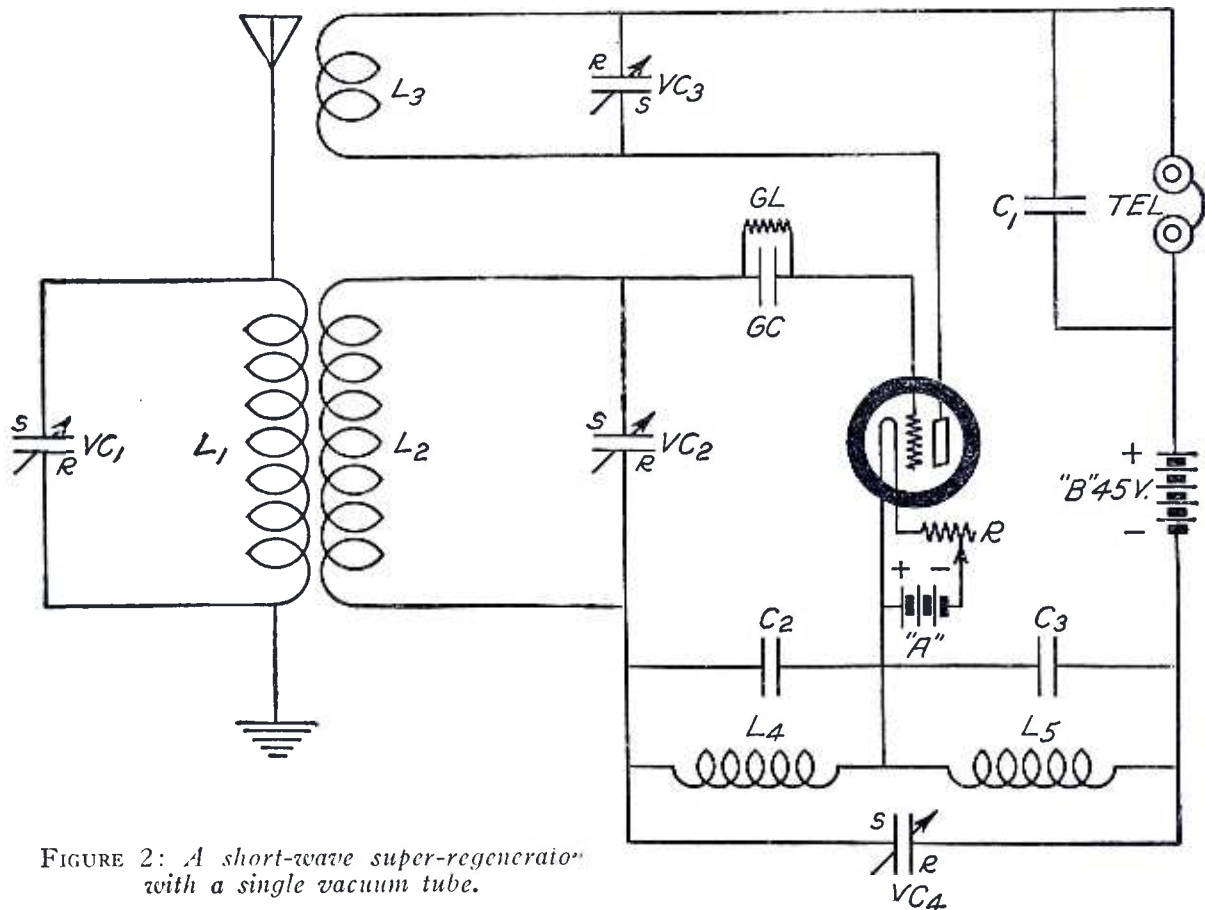 L3
R
VC3
S
GL
C1
TEL
GC
S
VC1
R
L1
L2
S
VC2
R
+
"B" 45 V.
-
R
+ -
"A"
C2
C3
L4
L5
S
R
VC4
FIGURE 2: A short-wave super-regenerator
with a single vacuum tube.